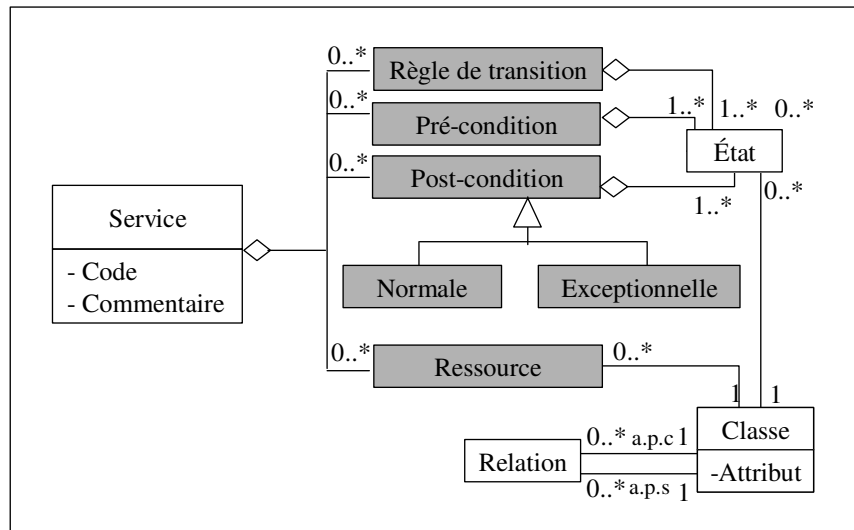 0..*
Règle de transition
0..*
Pré-condition
1..* 1..* 0..*
0..*
Post-condition
État
1..*
0..*
Service
- Code
- Commentaire
Normale
Exceptionnelle
0..*
Ressource
0..*
1 1
0..* a.p.c 1
Classe
Relation
-Attribut
0..* a.p.s 1